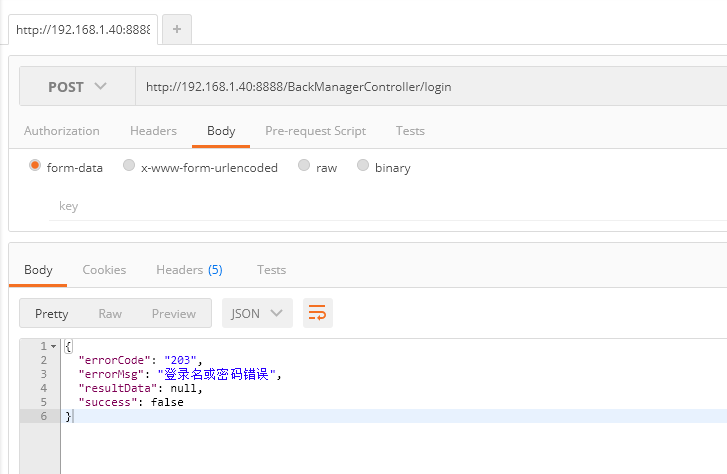 http://192.168.1.40:8888
+
POST http://192.168.1.40:8888/BackManagerController/login
Authorization Headers Body Pre-request Script Tests
form-data x-www-form-urlencoded raw binary
key
Body Cookies Headers (5) Tests
Pretty Raw Preview JSON
1 {
2 "errorCode": "203",
3 "errorMsg": "登录名或密码错误",
4 "resultData": null,
5 "success": false
6 }